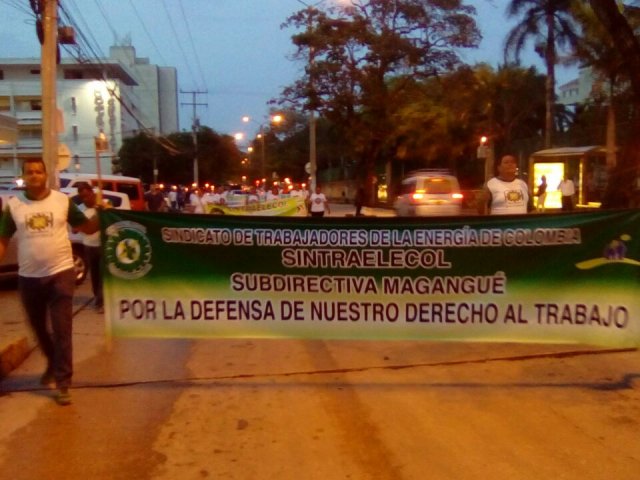 SINDICATO DE TRABAJADORES DE LA ENERGÍA DE COLOMBIA
SINTRAELECOL
SUBDIRECTIVA MAGANGUÉ
POR LA DEFENSA DE NUESTRO DERECHO AL TRABAJO